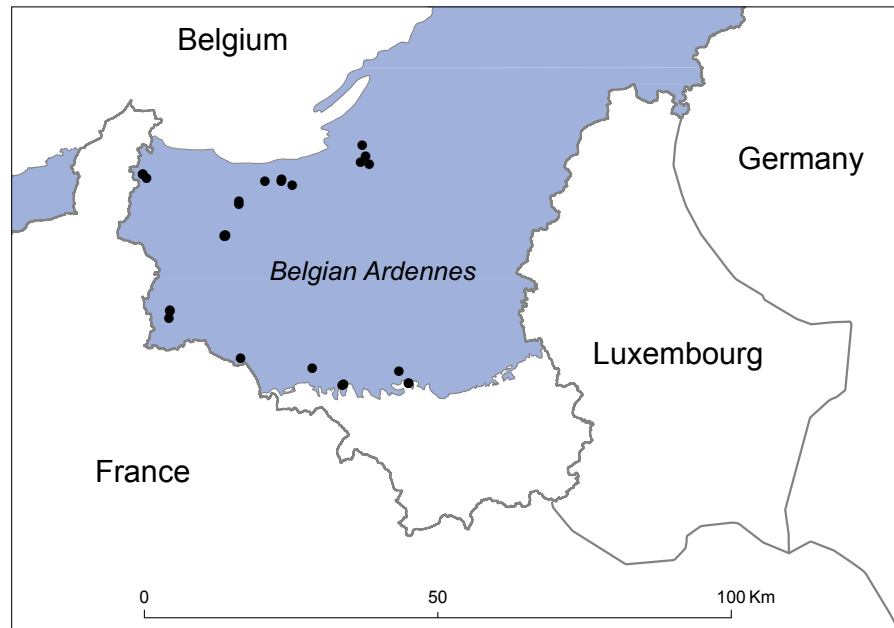 Belgium
Germany
Belgian Ardennes
Luxembourg
France
0 50 100 Km